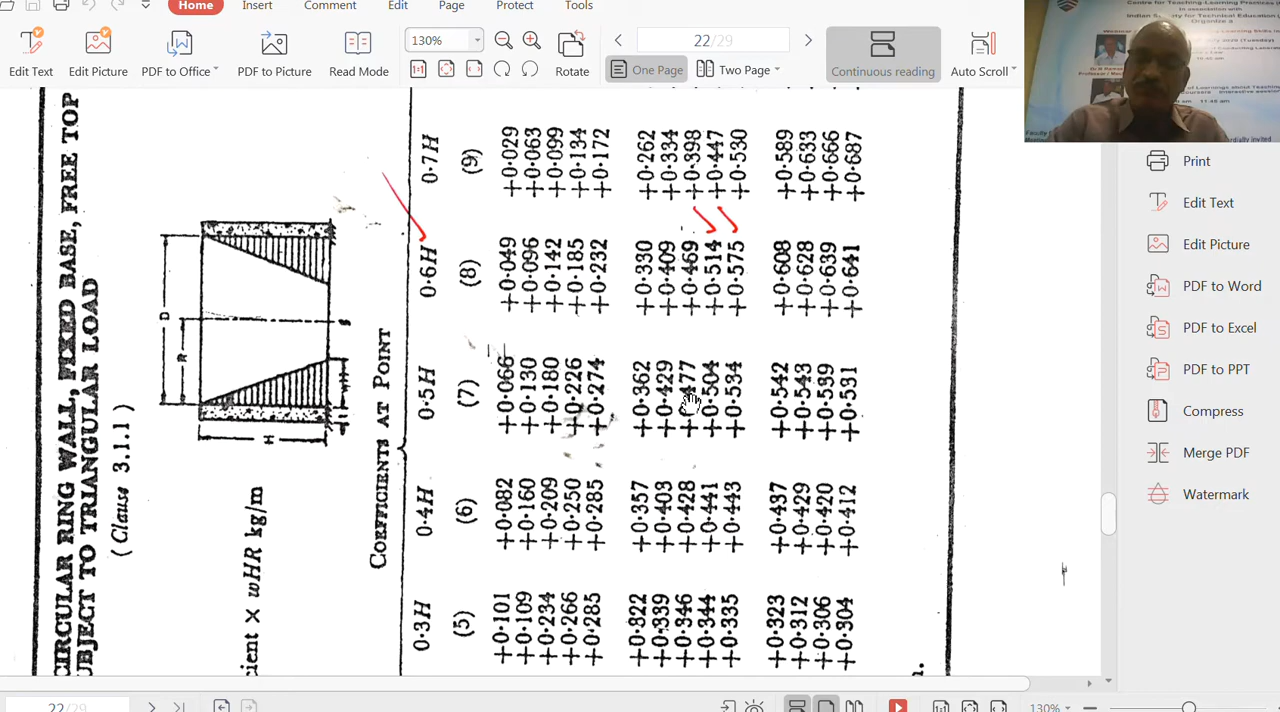 Home Insert Comment Edit Page Protect Tools
Edit Text Edit Picture PDF to Office PDF to Picture Read Mode 130% Rotate 22/29 One Page Two Page Continuous reading Auto Scroll
CIRCULAR RING WALL, FIXED BASE, FREE TOP
UBJECT TO TRIANGULAR LOAD
( Clause 3.1.1 )
D
R
H
cient × wHR kg/m
COEFFICIENTS AT POINT
0·3H 0·4H 0·5H 0·6H 0·7H
(5) (6) (7) (8) (9)
+0·101 +0·082 +0·066 +0·049 +0·029
+0·109 +0·160 +0·130 +0·096 +0·063
+0·234 +0·209 +0·180 +0·142 +0·099
+0·266 +0·250 +0·226 +0·185 +0·134
+0·285 +0·285 +0·274 +0·232 +0·172
+0·322 +0·357 +0·362 +0·330 +0·262
+0·339 +0·403 +0·429 +0·409 +0·334
+0·346 +0·428 +0·477 +0·469 +0·398
+0·344 +0·441 +0·504 +0·514 +0·447
+0·335 +0·443 +0·534 +0·575 +0·530
+0·323 +0·437 +0·542 +0·608 +0·589
+0·312 +0·429 +0·543 +0·628 +0·633
+0·306 +0·420 +0·539 +0·639 +0·666
+0·304 +0·412 +0·531 +0·641 +0·687
Print
Edit Text
Edit Picture
PDF to Word
PDF to Excel
PDF to PPT
Compress
Merge PDF
Watermark
22/29 130%